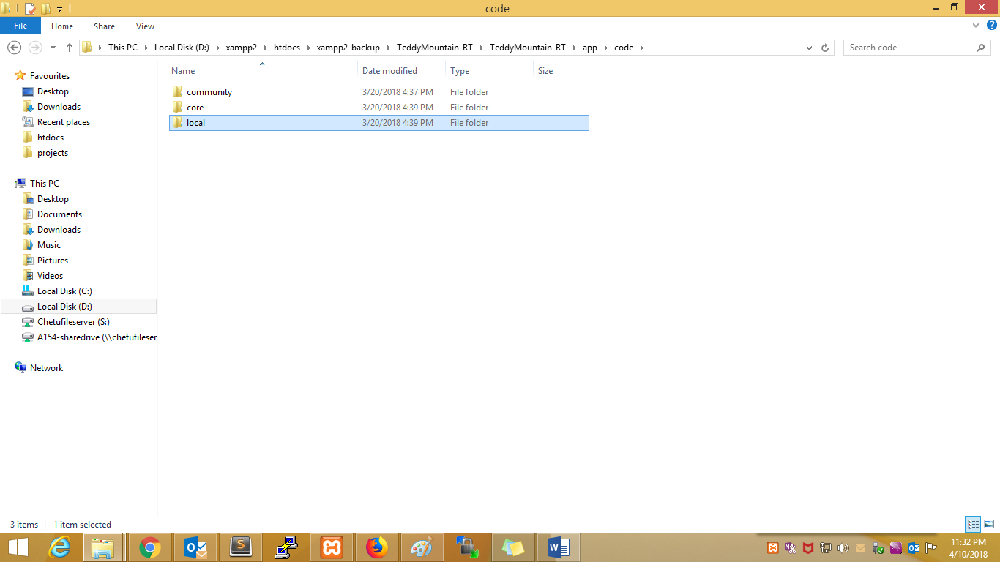 code
File Home Share View
This PC Local Disk (D:) xampp2 htdocs xampp2-backup TeddyMountain-RT TeddyMountain-RT app code
Search code
Favourites
Desktop
Downloads
Recent places
htdocs
projects
This PC
Desktop
Documents
Downloads
Music
Pictures
Videos
Local Disk (C:)
Local Disk (D:)
Chetufileserver (S:)
A154-sharedrive (\\chetufileser
Network
Name Date modified Type Size
community 3/20/2018 4:37 PM File folder
core 3/20/2018 4:39 PM File folder
local 3/20/2018 4:39 PM File folder
3 items 1 item selected
11:32 PM
4/10/2018